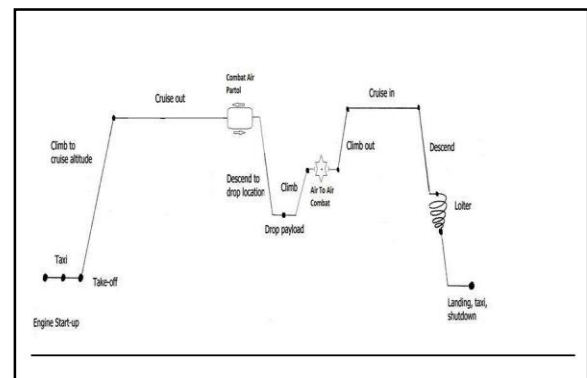 Combat Air
Partol
Cruise out
Cruise in
Climb to
cruise altitude
Climb out
Descend
Descend to
drop location
Climb
Air To Air
Combat
Loiter
Drop payload
Taxi
Take-off
Landing, taxi,
shutdown
Engine Start-up